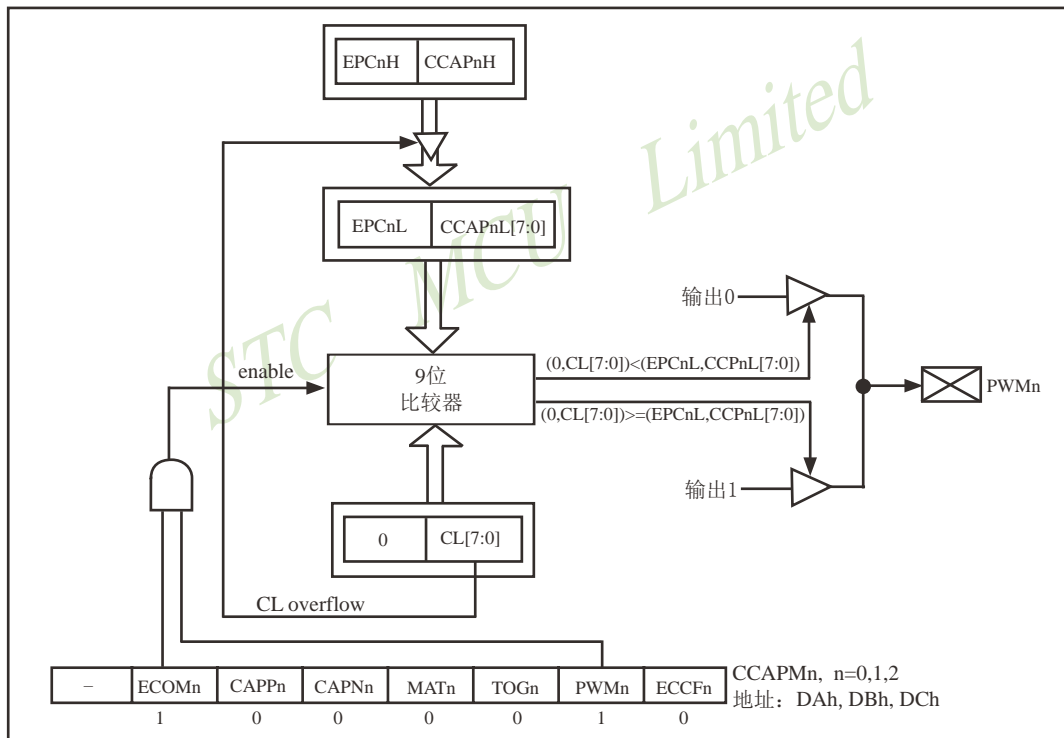 EPCnH CCAPnH
EPCnL CCAPnL[7:0]
STC MCU Limited
输出0
enable
9位
比较器
(0,CL[7:0])<(EPCnL,CCPnL[7:0])
(0,CL[7:0])>=(EPCnL,CCPnL[7:0])
PWMn
输出1
0 CL[7:0]
CL overflow
– ECOMn CAPPn CAPNn MATn TOGn PWMn ECCFn
CCAPMn, n=0,1,2
地址：DAh, DBh, DCh
1 0 0 0 0 1 0